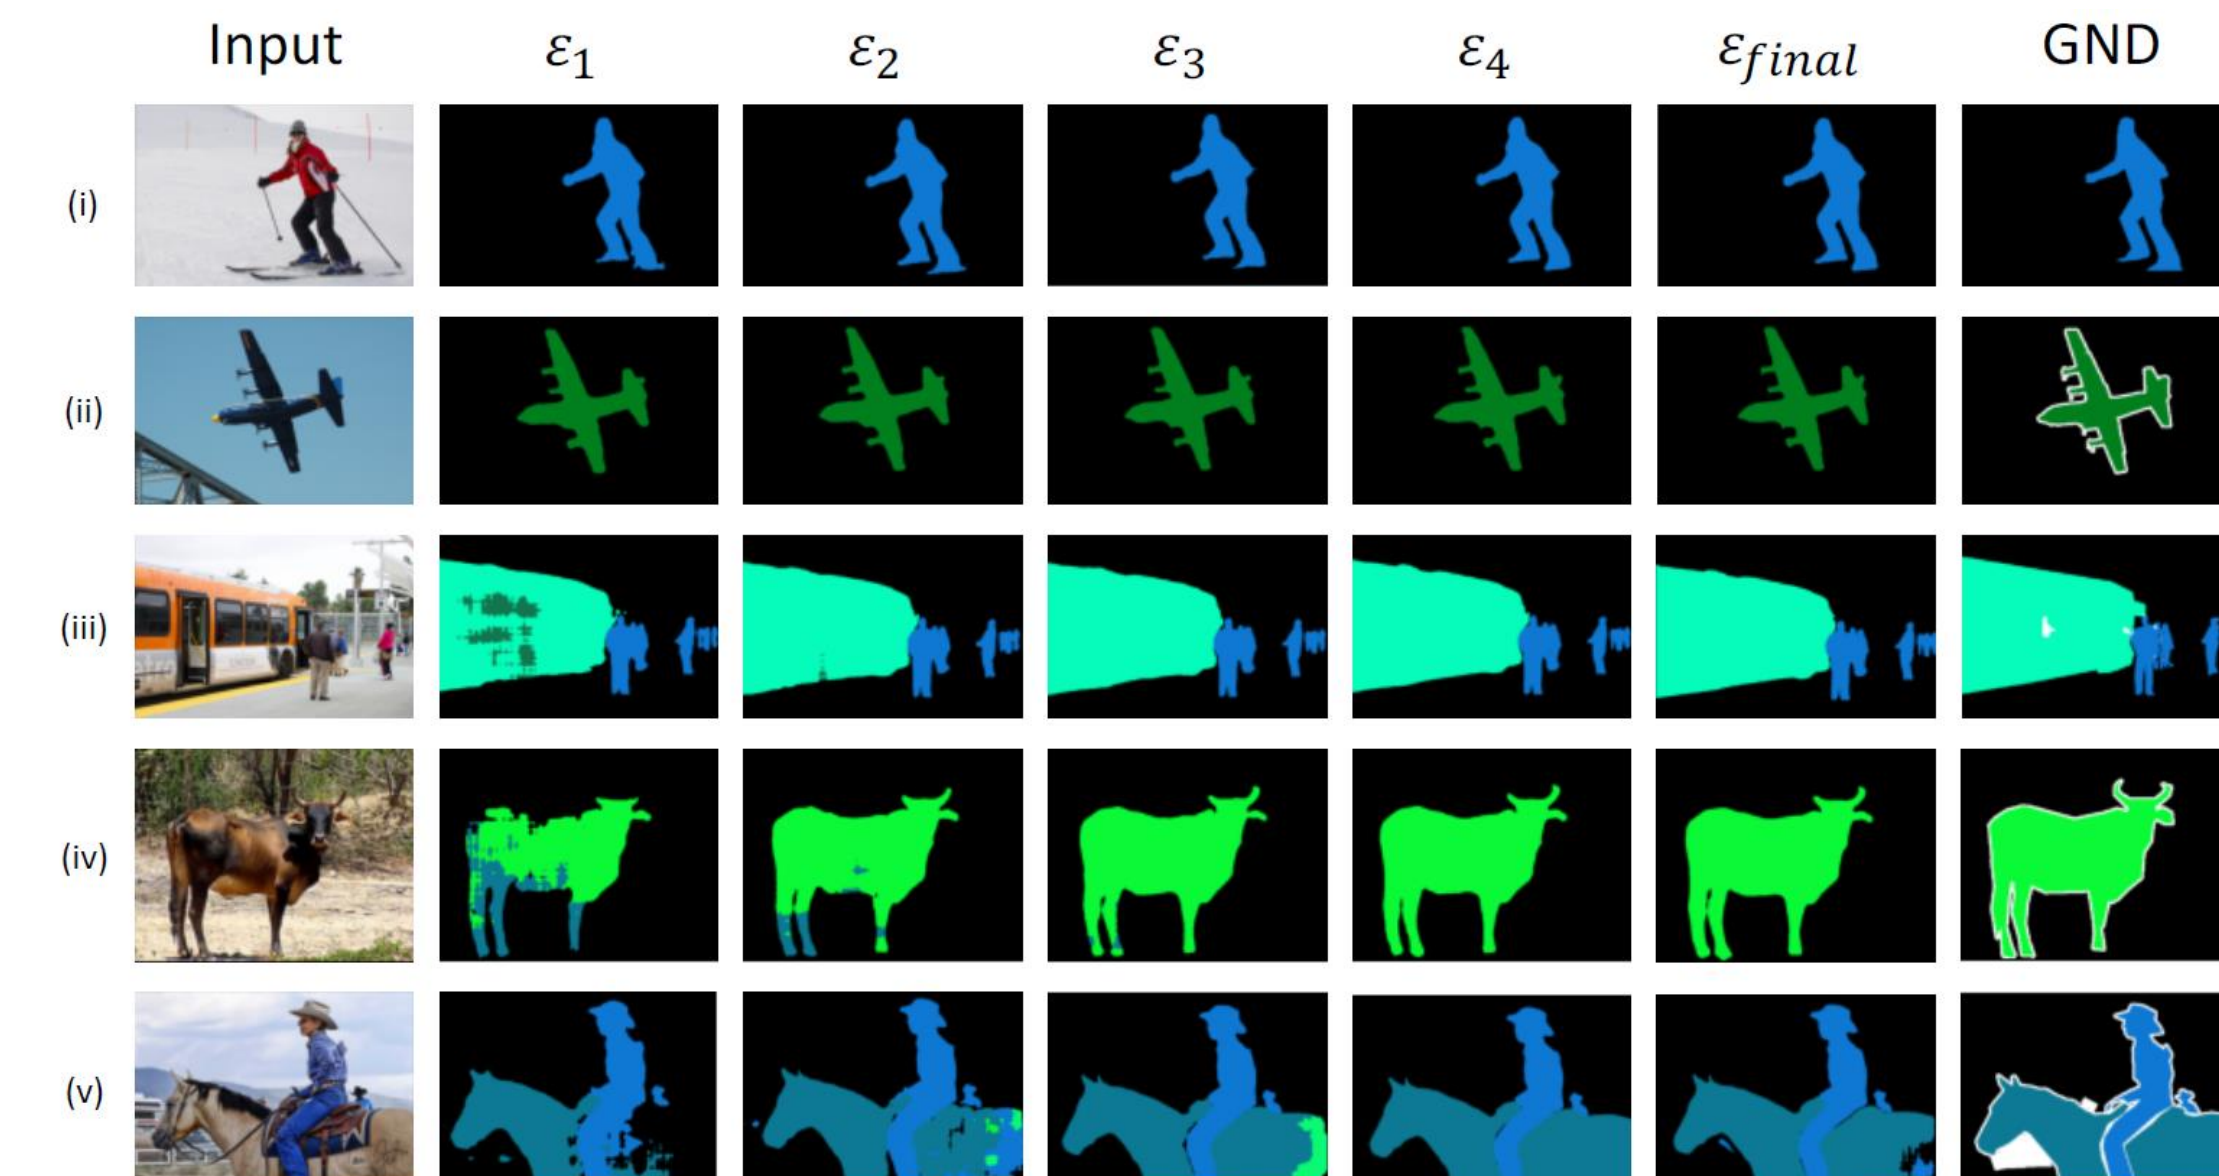 Input ε1 ε2 ε3 ε4 εfinal GND
(i)
(ii)
(iii)
(iv)
(v)